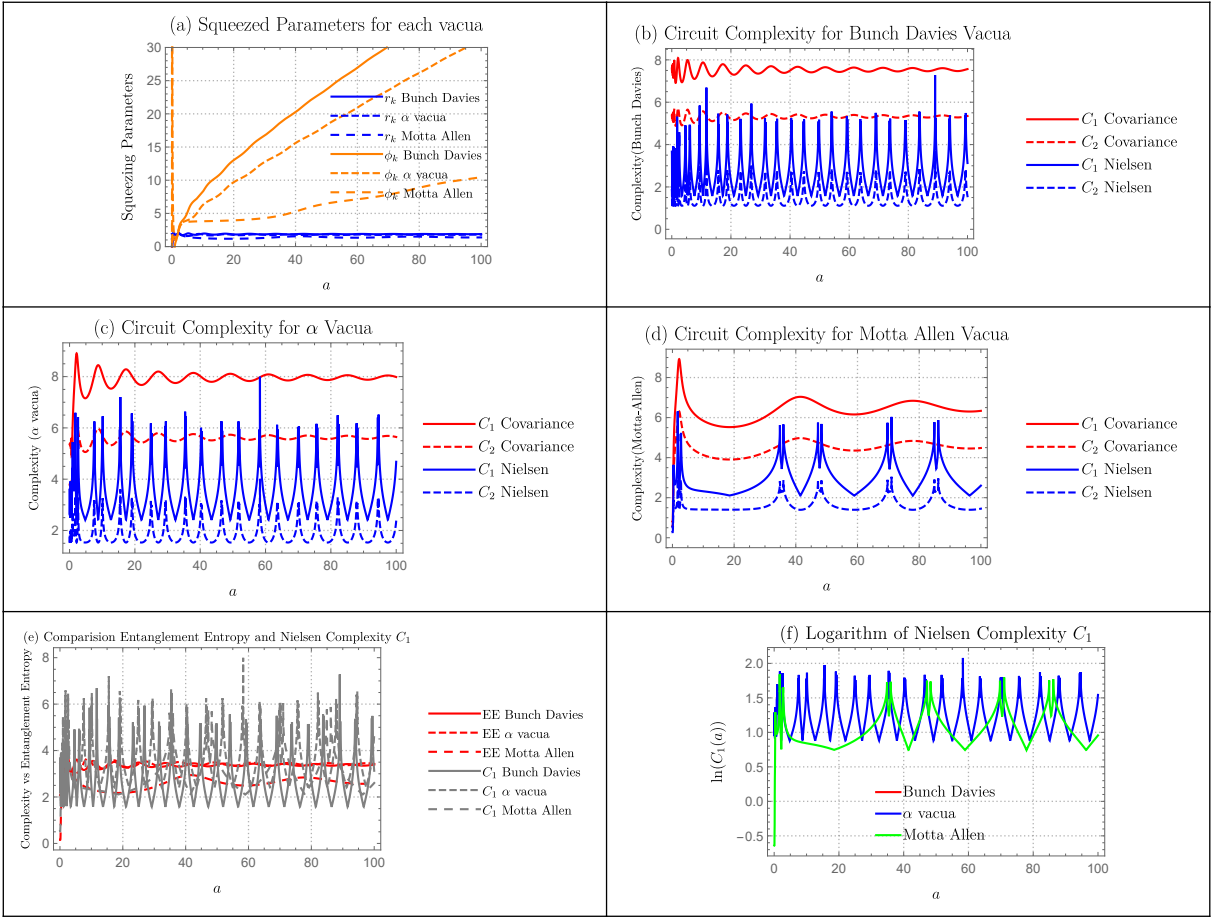 (a) Squeezed Parameters for each vacua
Squeezing Parameters
30
25
20
15
10
5
0
r_k Bunch Davies
r_k α vacua
r_k Motta Allen
ϕ_k Bunch Davies
ϕ_k α vacua
ϕ_k Motta Allen
0 20 40 60 80 100
a
(b) Circuit Complexity for Bunch Davies Vacua
Complexity(Bunch Davies)
8
6
4
2
0
0 20 40 60 80 100
a
C_1 Covariance
C_2 Covariance
C_1 Nielsen
C_2 Nielsen
(c) Circuit Complexity for α Vacua
Complexity (α vacua)
8
6
4
2
0 20 40 60 80 100
a
C_1 Covariance
C_2 Covariance
C_1 Nielsen
C_2 Nielsen
(d) Circuit Complexity for Motta Allen Vacua
Complexity(Motta-Allen)
8
6
4
2
0
0 20 40 60 80 100
a
C_1 Covariance
C_2 Covariance
C_1 Nielsen
C_2 Nielsen
(e) Comparision Entanglement Entropy and Nielsen Complexity C_1
Complexity vs Entanglement Entropy
8
6
4
2
0
0 20 40 60 80 100
a
EE Bunch Davies
EE α vacua
EE Motta Allen
C_1 Bunch Davies
C_1 α vacua
C_1 Motta Allen
(f) Logarithm of Nielsen Complexity C_1
ln(C_1(a))
2.0
1.5
1.0
0.5
0.0
−0.5
Bunch Davies
α vacua
Motta Allen
0 20 40 60 80 100
a